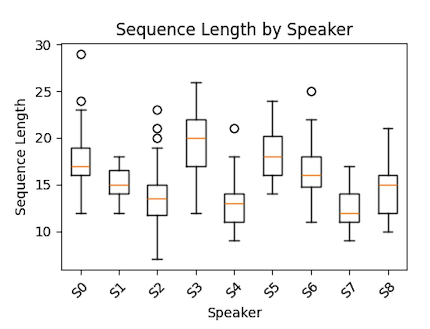 Sequence Length by Speaker
30
25
20
15
10
Sequence Length
S0 S1 S2 S3 S4 S5 S6 S7 S8
Speaker